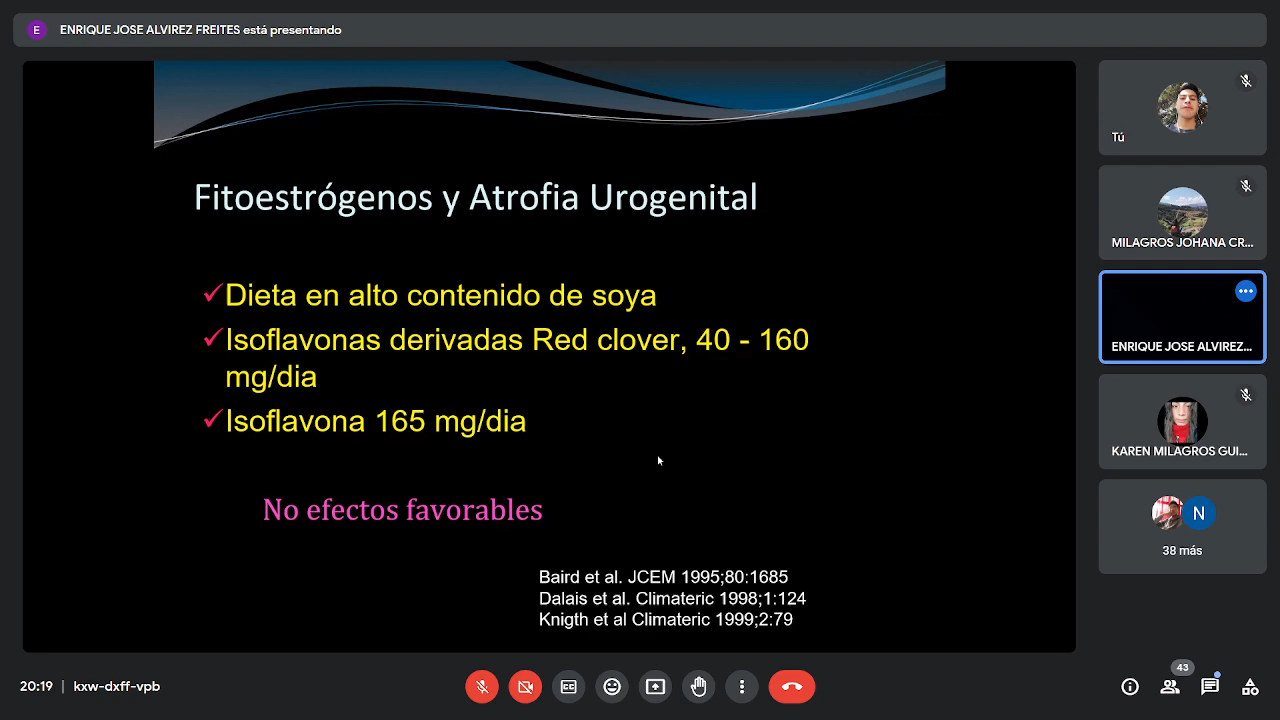 E ENRIQUE JOSE ALVIREZ FREITES está presentando
Fitoestrógenos y Atrofia Urogenital
✓Dieta en alto contenido de soya
✓Isoflavonas derivadas Red clover, 40 - 160
mg/dia
✓Isoflavona 165 mg/dia
No efectos favorables
Baird et al. JCEM 1995;80:1685
Dalais et al. Climateric 1998;1:124
Knigth et al Climateric 1999;2:79
Tú
MILAGROS JOHANA CR...
ENRIQUE JOSE ALVIREZ...
KAREN MILAGROS GUI...
N
38 más
20:19 | kxw-dxff-vpb
CC
43